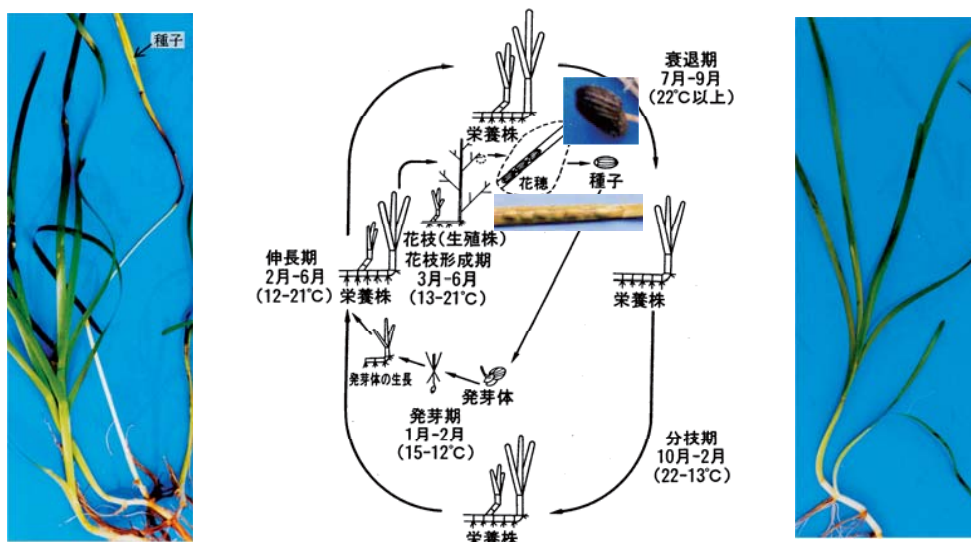 種子
衰退期
7月-9月
(22℃以上)
栄養株
花穂
種子
花枝(生殖株)
花枝形成期
3月-6月
(13-21℃)
伸長期
2月-6月
(12-21℃)
栄養株
栄養株
発芽体の生長
発芽体
発芽期
1月-2月
(15-12℃)
分技期
10月-2月
(22-13℃)
栄養株